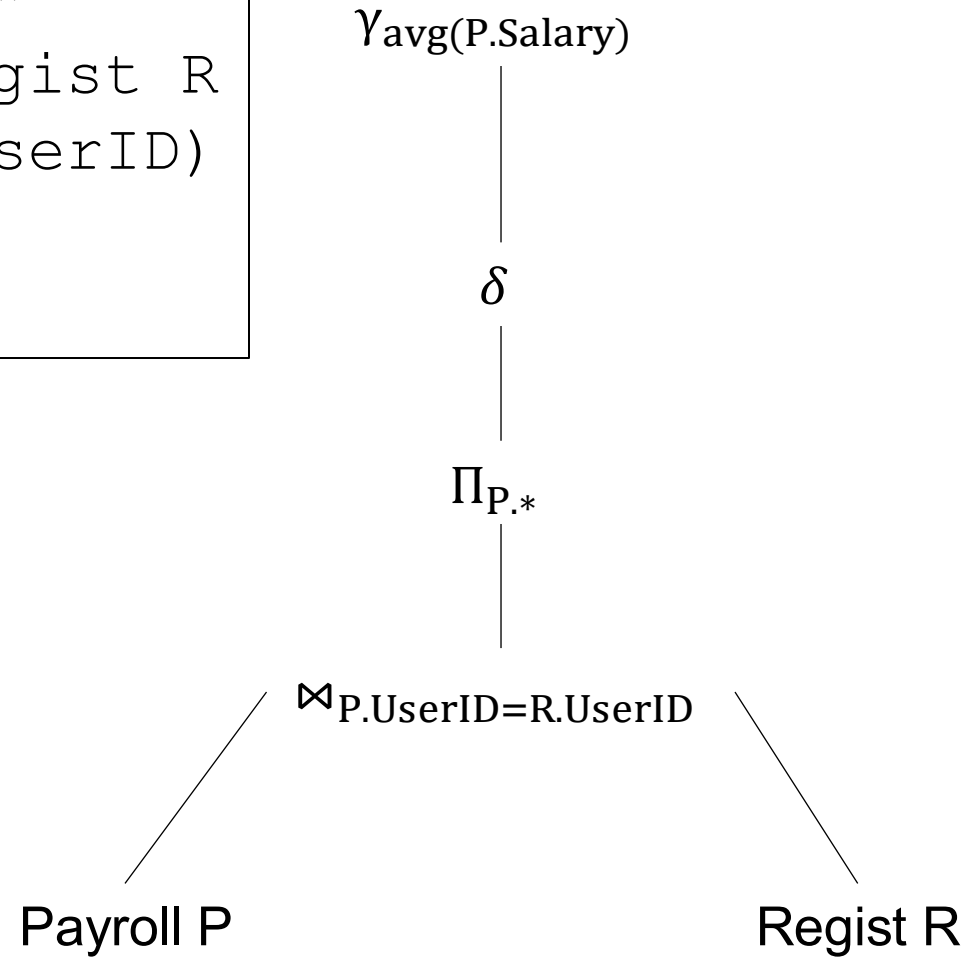 gist R
serID)
γavg(P.Salary)
δ
ΠP.*
⋈P.UserID=R.UserID
Payroll P
Regist R